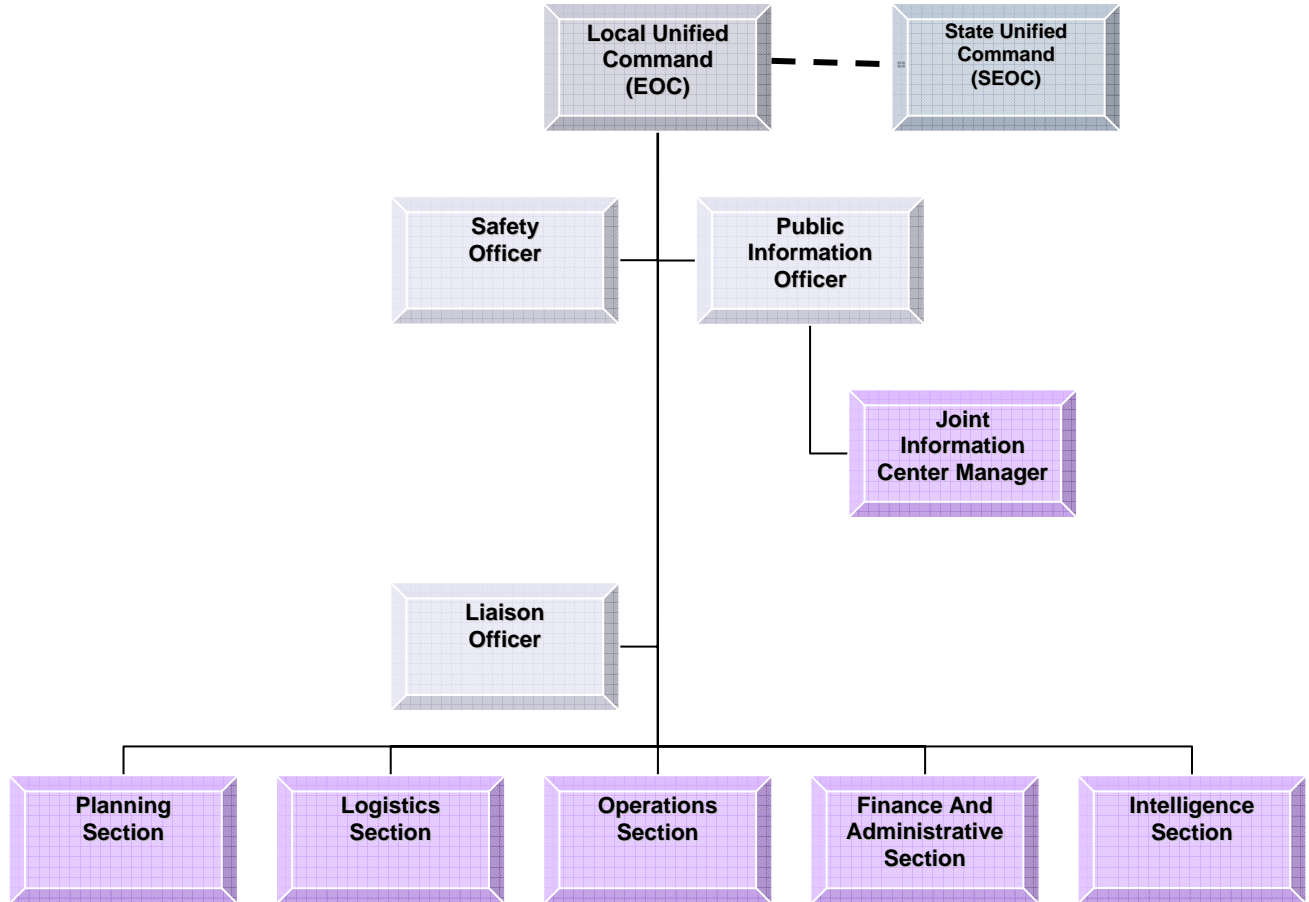 Local Unified
Command
(EOC)
State Unified
Command
(SEOC)
Safety
Officer
Public
Information
Officer
Joint
Information
Center Manager
Liaison
Officer
Planning
Section
Logistics
Section
Operations
Section
Finance And
Administrative
Section
Intelligence
Section